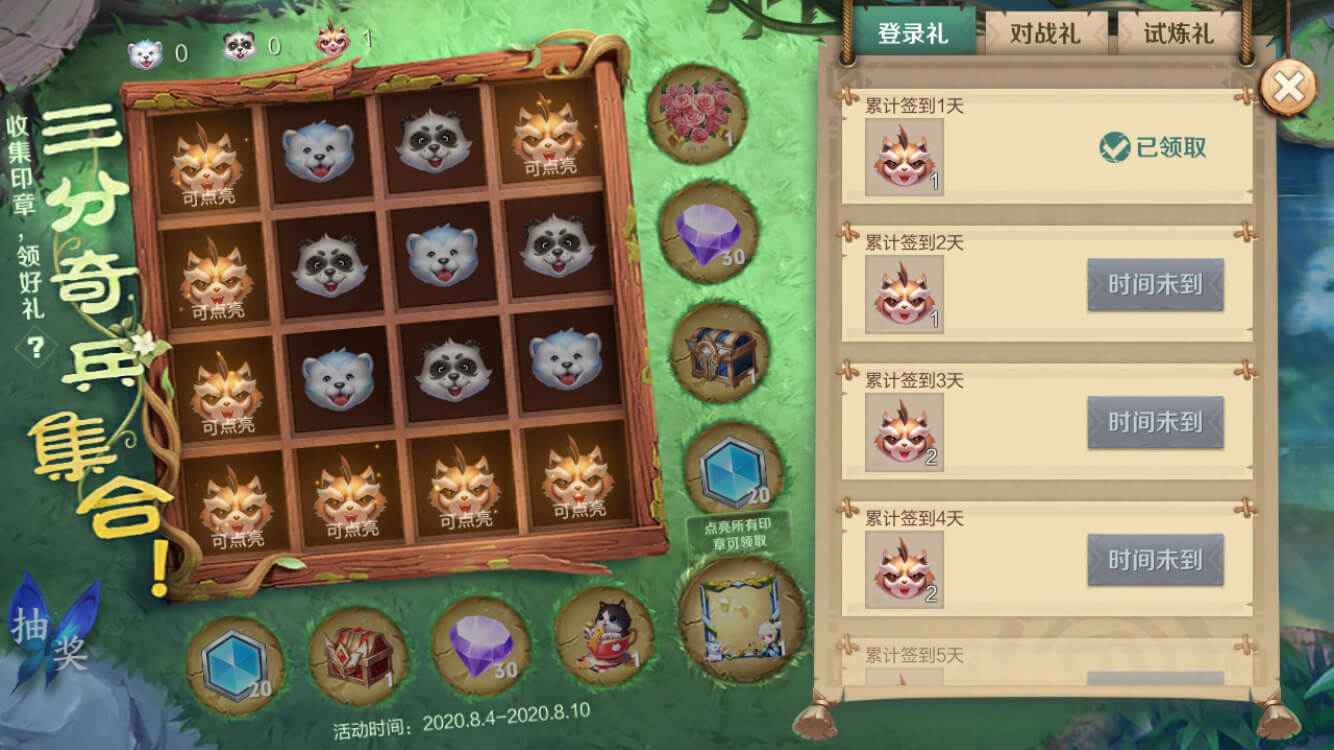 0
0
1
收集印章，领好礼
?
三分奇兵集合!
可点亮
可点亮
可点亮
可点亮
可点亮
可点亮
可点亮
可点亮
1
30
1
20
点亮所有印
章可领取
1
20
1
30
1
抽奖
活动时间：2020.8.4-2020.8.10
登录礼
对战礼
试炼礼
累计签到1天
1
已领取
累计签到2天
1
时间未到
累计签到3天
2
时间未到
累计签到4天
2
时间未到
累计签到5天